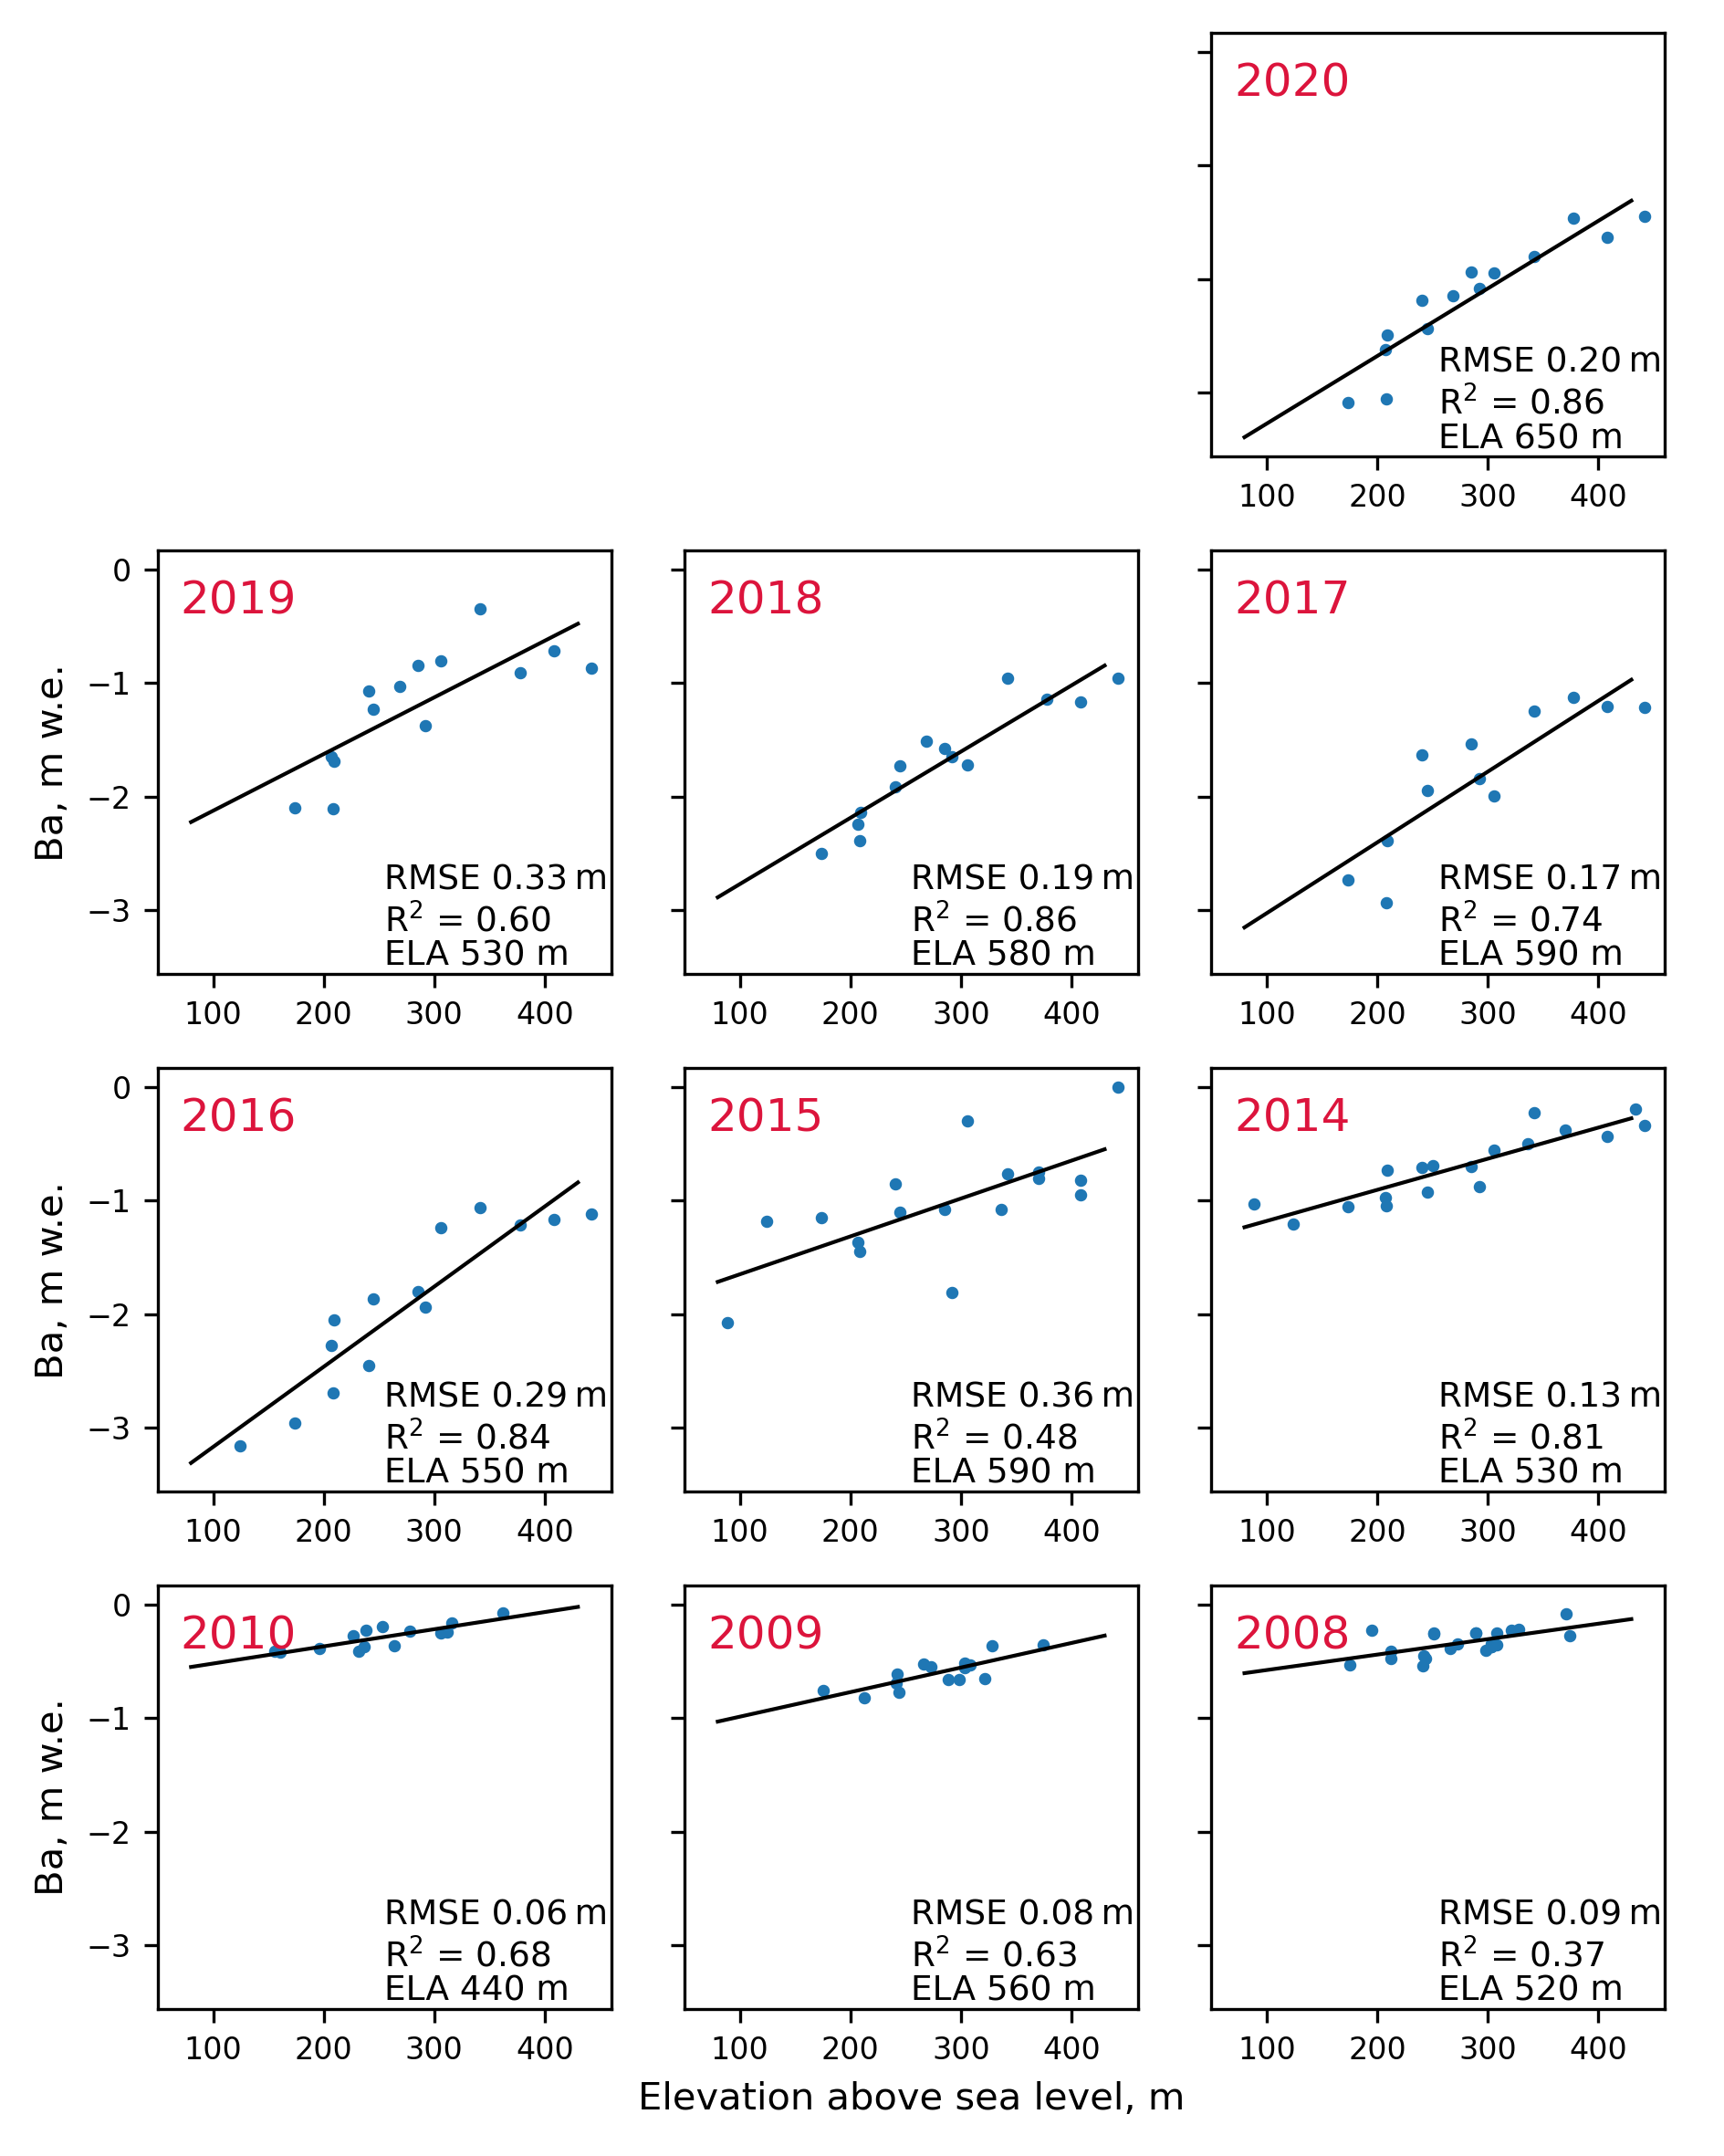 2020
RMSE 0.20 m
R² = 0.86
ELA 650 m
100 200 300 400
0
−1
−2
−3
Ba, m w.e.
2019
RMSE 0.33 m
R² = 0.60
ELA 530 m
100 200 300 400
2018
RMSE 0.19 m
R² = 0.86
ELA 580 m
100 200 300 400
2017
RMSE 0.17 m
R² = 0.74
ELA 590 m
100 200 300 400
0
−1
−2
−3
Ba, m w.e.
2016
RMSE 0.29 m
R² = 0.84
ELA 550 m
100 200 300 400
2015
RMSE 0.36 m
R² = 0.48
ELA 590 m
100 200 300 400
2014
RMSE 0.13 m
R² = 0.81
ELA 530 m
100 200 300 400
0
−1
−2
−3
Ba, m w.e.
2010
RMSE 0.06 m
R² = 0.68
ELA 440 m
100 200 300 400
2009
RMSE 0.08 m
R² = 0.63
ELA 560 m
100 200 300 400
2008
RMSE 0.09 m
R² = 0.37
ELA 520 m
100 200 300 400
Elevation above sea level, m